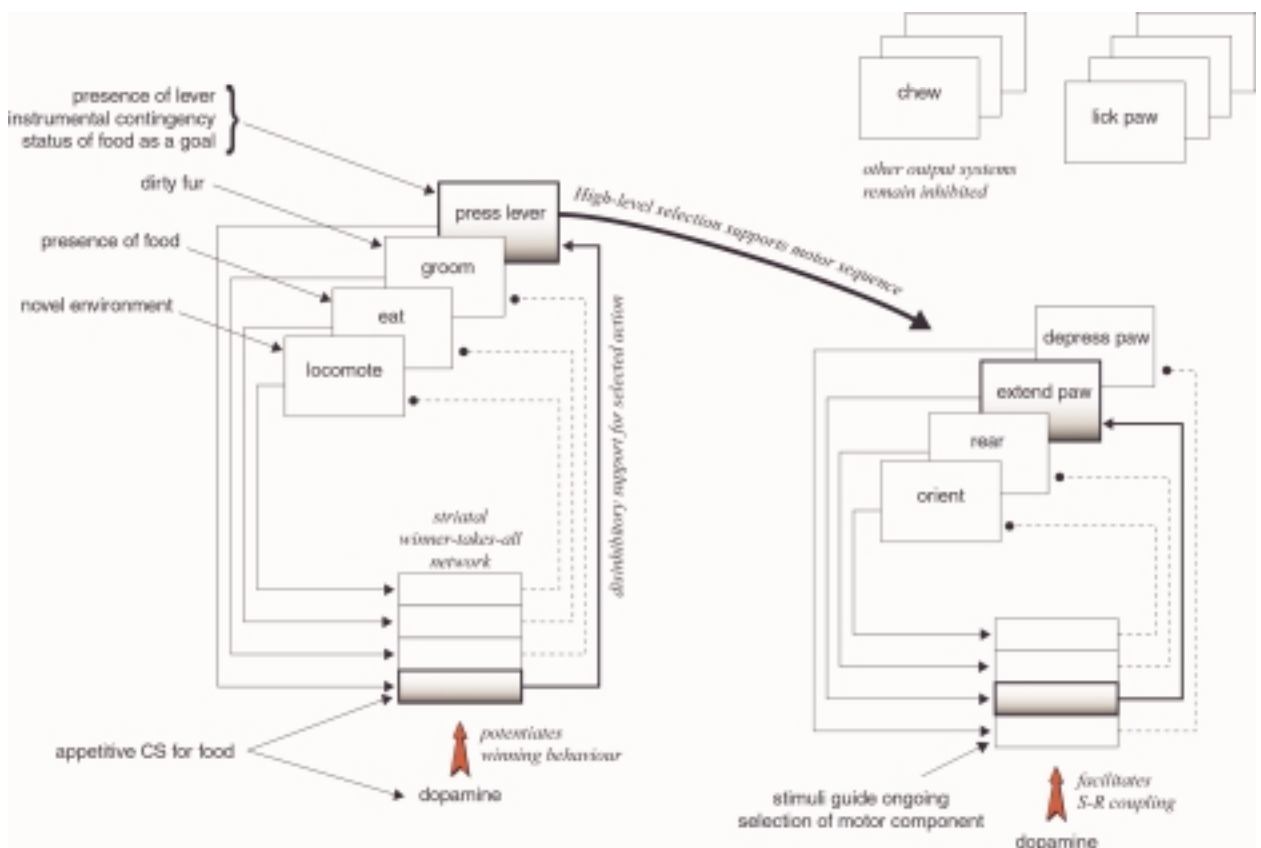 presence of lever
instrumental contingency
status of food as a goal
dirty fur
presence of food
novel environment
press lever
groom
eat
locomote
High-level selection supports motor sequence
disinhibitory support for selected action
striatal
winner-takes-all
network
appetitive CS for food
potentiates
winning behaviour
dopamine
chew
lick paw
other output systems
remain inhibited
depress paw
extend paw
rear
orient
stimuli guide ongoing
selection of motor component
facilitates
S-R coupling
dopamine